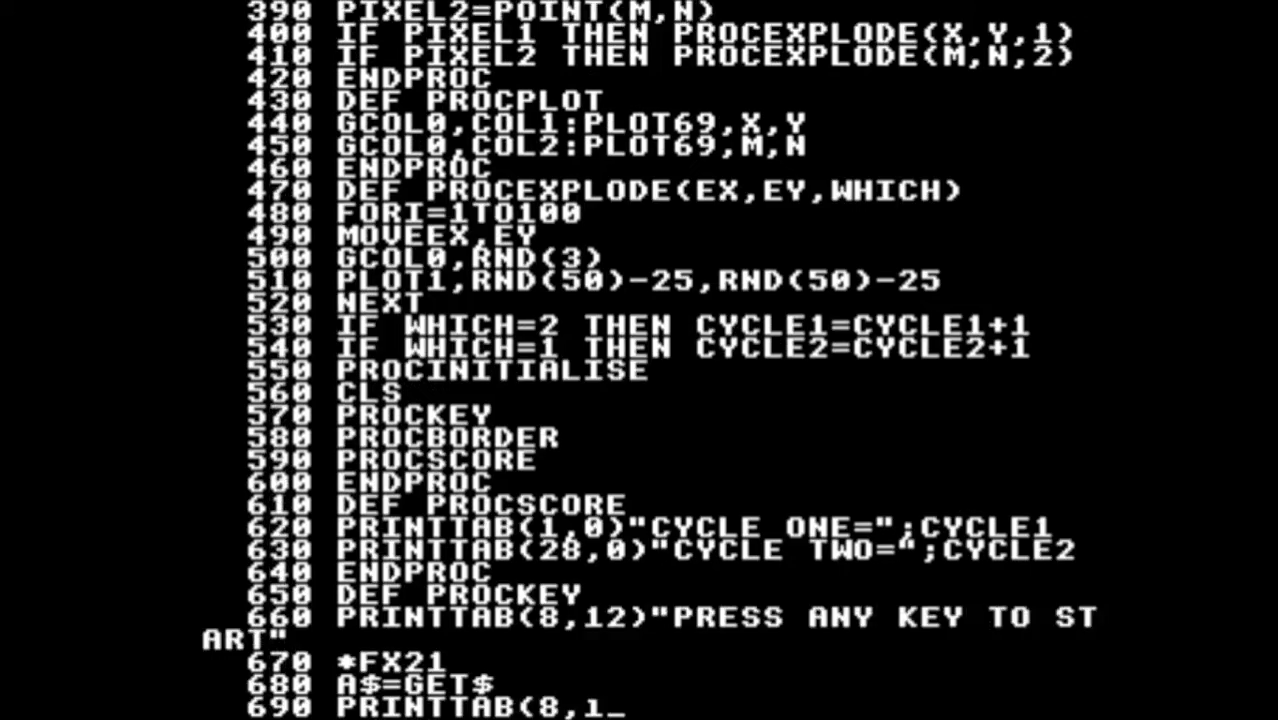 390 PIXEL2=POINT(M,N)
400 IF PIXEL1 THEN PROCEXPLODE(X,Y,1)
410 IF PIXEL2 THEN PROCEXPLODE(M,N,2)
420 ENDPROC
430 DEF PROCPLOT
440 GCOL0,COL1:PLOT69,X,Y
450 GCOL0,COL2:PLOT69,M,N
460 ENDPROC
470 DEF PROCEXPLODE(EX,EY,WHICH)
480 FORI=1TO100
490 MOVEEX,EY
500 GCOL0,RND(3)
510 PLOT1,RND(50)-25,RND(50)-25
520 NEXT
530 IF WHICH=2 THEN CYCLE1=CYCLE1+1
540 IF WHICH=1 THEN CYCLE2=CYCLE2+1
550 PROCINITIALISE
560 CLS
570 PROCKEY
580 PROCBORDER
590 PROCSCORE
600 ENDPROC
610 DEF PROCSCORE
620 PRINTTAB(1,0)"CYCLE ONE=";CYCLE1
630 PRINTTAB(28,0)"CYCLE TWO=";CYCLE2
640 ENDPROC
650 DEF PROCKEY
660 PRINTTAB(8,12)"PRESS ANY KEY TO ST
ART"
670 *FX21
680 A$=GET$
690 PRINTTAB(8,1_